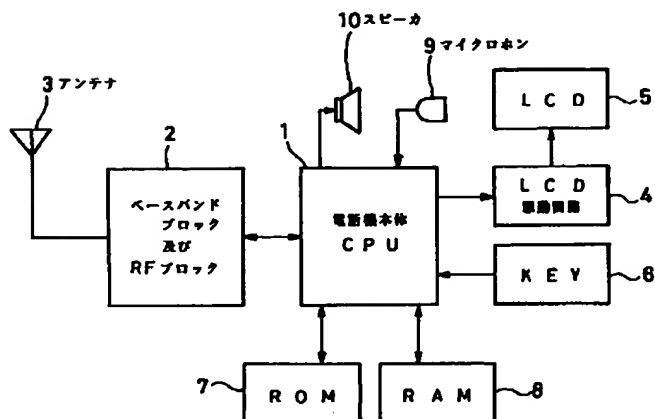 10 スピーカ
9 マイクロホン
3 アンテナ
2
1
LCD
5
ベースバンド
ブロック
及び
RFブロック
電話機本体
CPU
LCD
駆動回路
4
KEY
6
7
ROM
RAM
8